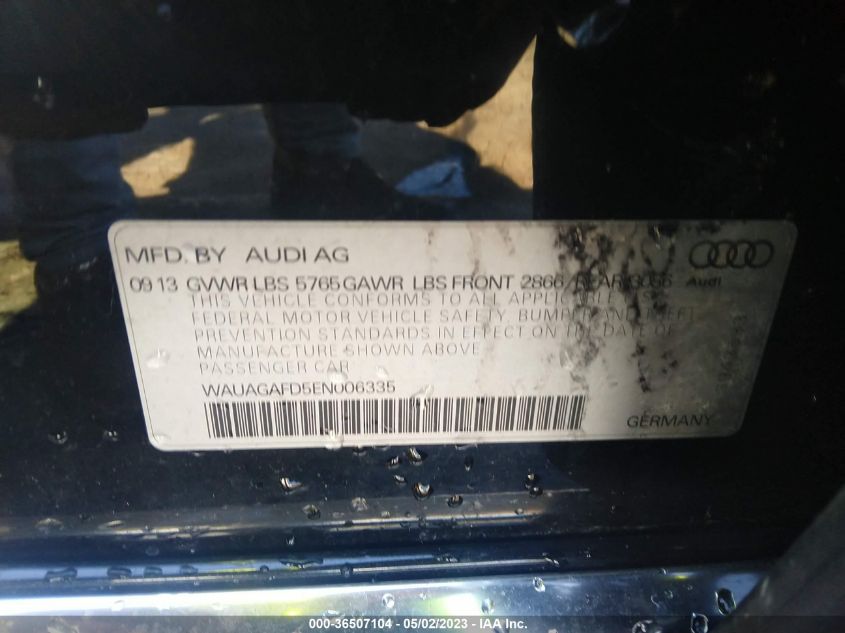 MFD. BY AUDI AG
09 13 GVWR LBS 5765 GAWR LBS FRONT 2866 / REAR 3056 Audi
THIS VEHICLE CONFORMS TO ALL APPLICABLE U.S.
FEDERAL MOTOR VEHICLE SAFETY, BUMPER AND THEFT
PREVENTION STANDARDS IN EFFECT ON THE DATE OF
MANUFACTURE SHOWN ABOVE
PASSENGER CAR
WAUAGAFD5EN006335
GERMANY
000-36507104 - 05/02/2023 - IAA Inc.